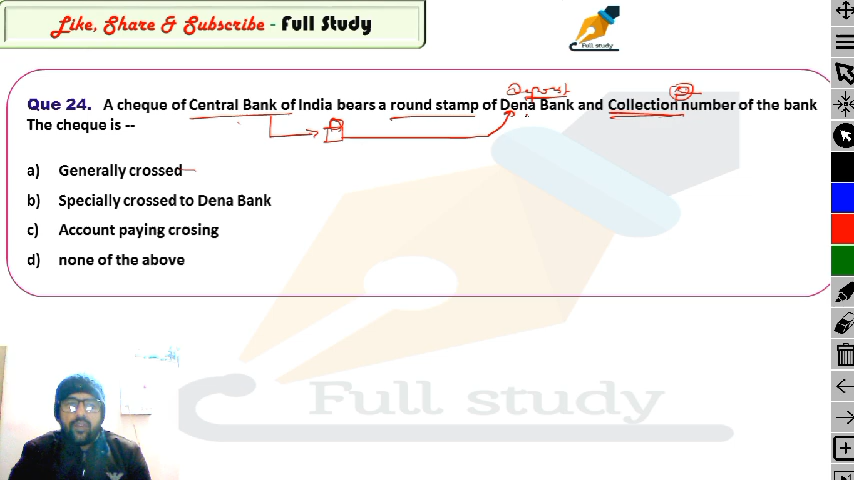 Like, Share & Subscribe - Full Study
Full study
Deposit
Que 24. A cheque of Central Bank of India bears a round stamp of Dena Bank and Collection number of the bank
The cheque is --
a) Generally crossed
b) Specially crossed to Dena Bank
c) Account paying crosing
d) none of the above
Full study